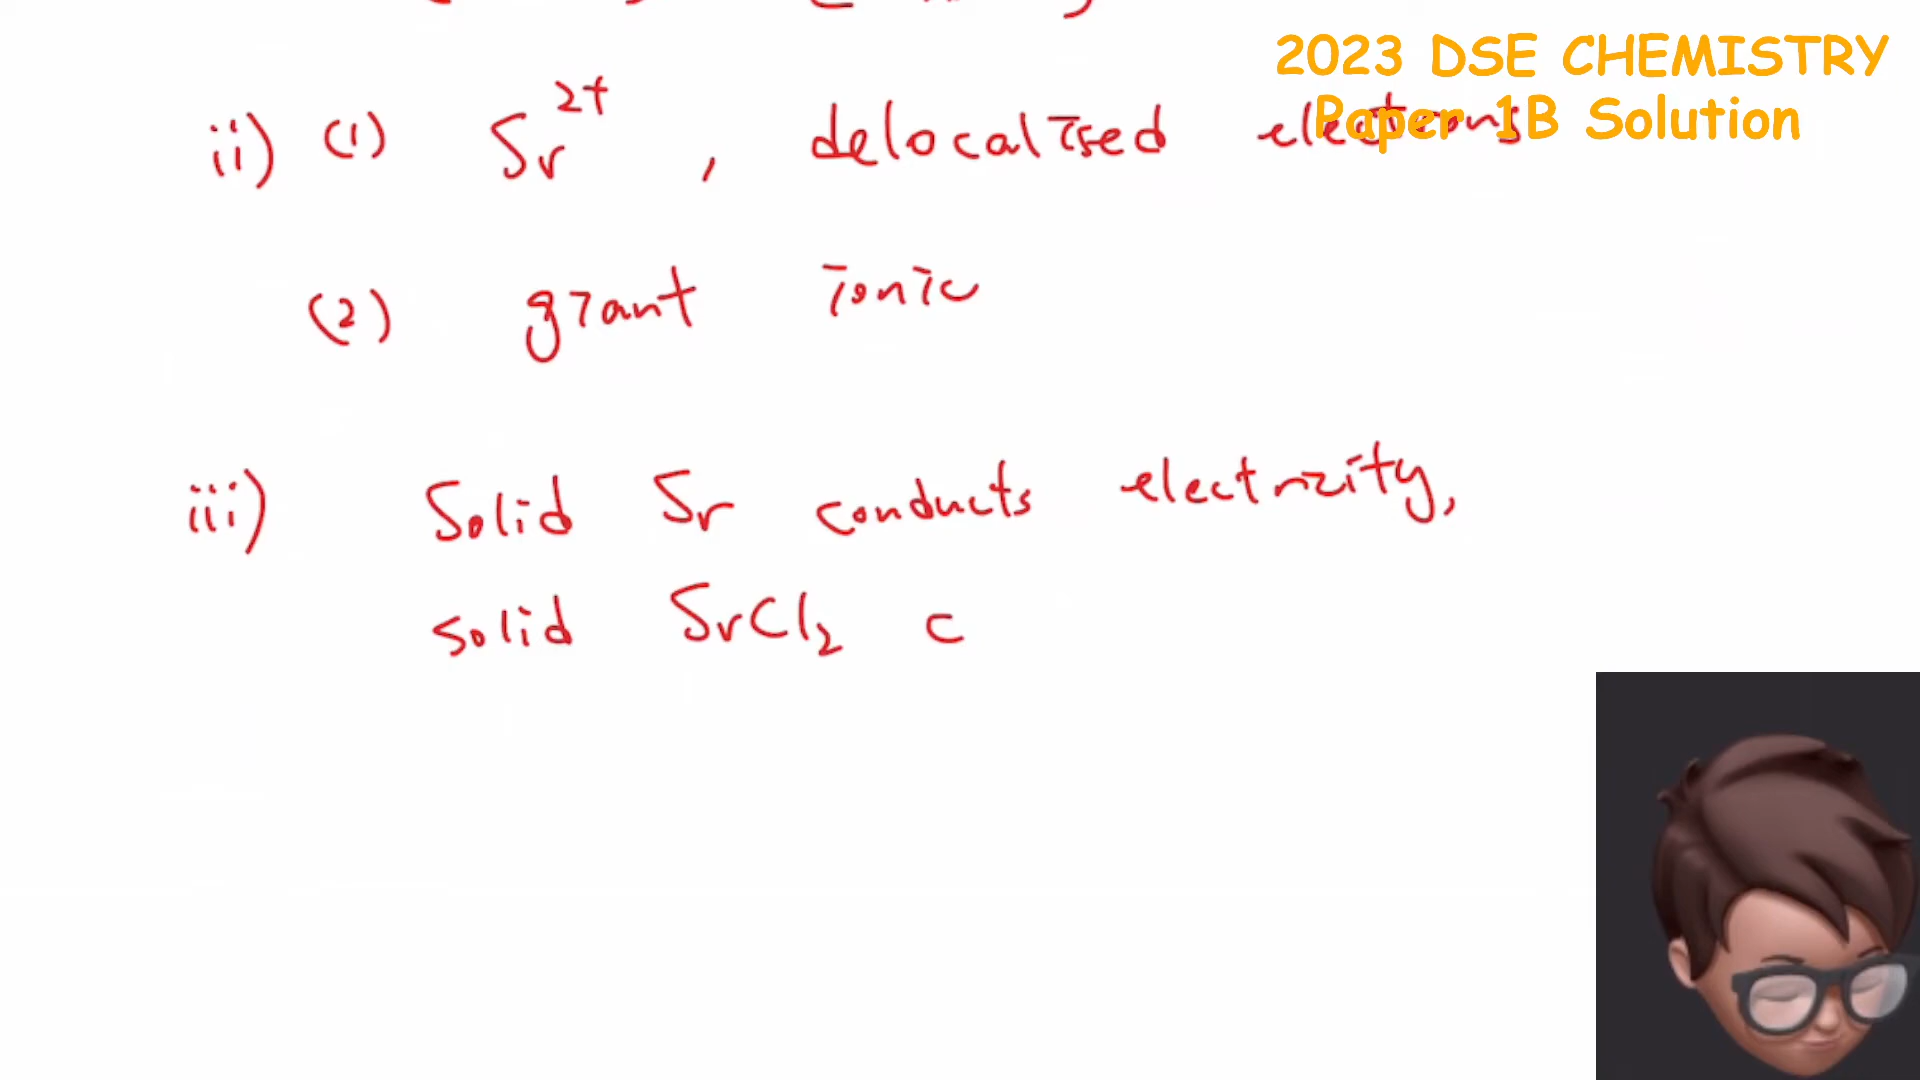 2023 DSE CHEMISTRY
Paper 1B Solution
ii) (1) Sr²⁺ , delocalised electrons
(2) giant ionic
iii) Solid Sr conducts electricity,
solid SrCl₂ c